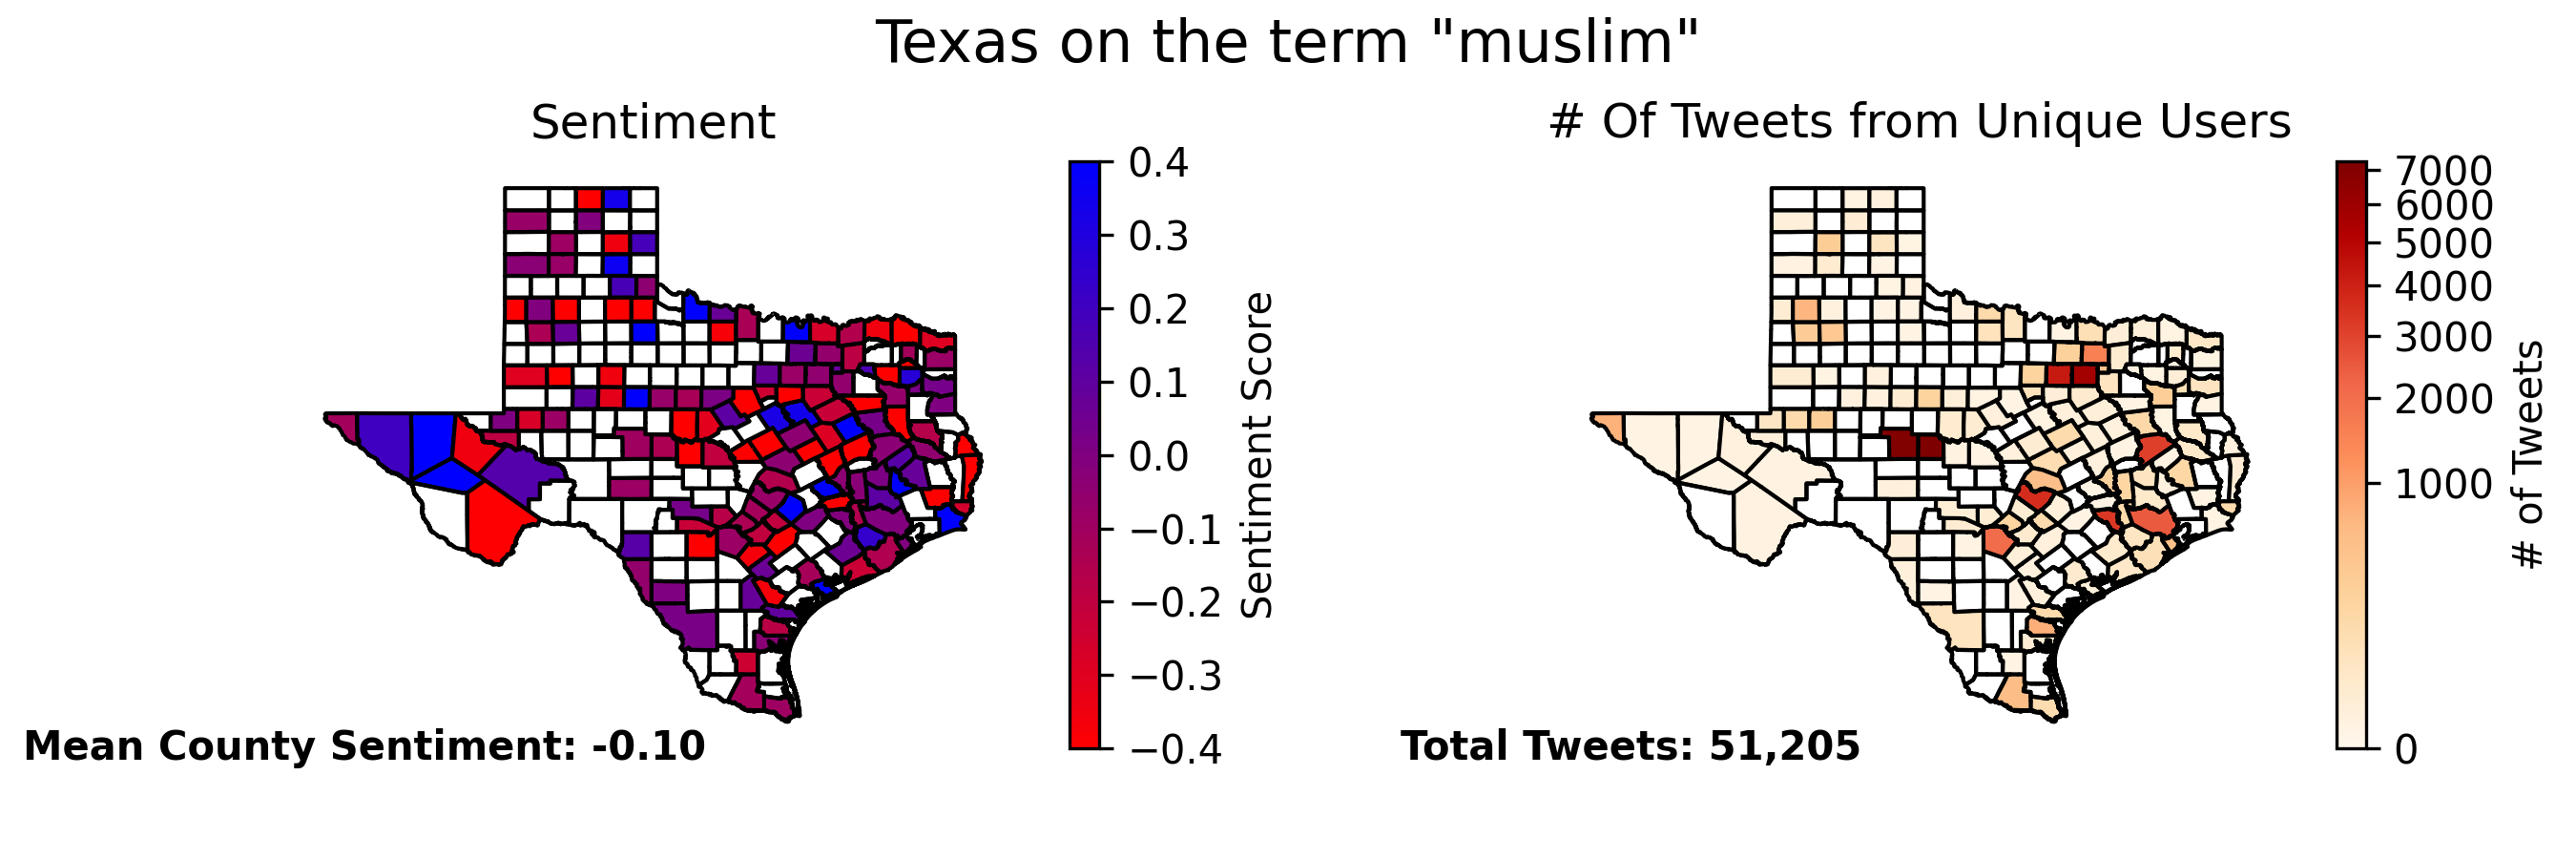 Texas on the term "muslim"
Sentiment
0.4
0.3
0.2
0.1
0.0
−0.1
−0.2
−0.3
−0.4
Sentiment Score
Mean County Sentiment: -0.10
# Of Tweets from Unique Users
7000
6000
5000
4000
3000
2000
1000
0
# of Tweets
Total Tweets: 51,205